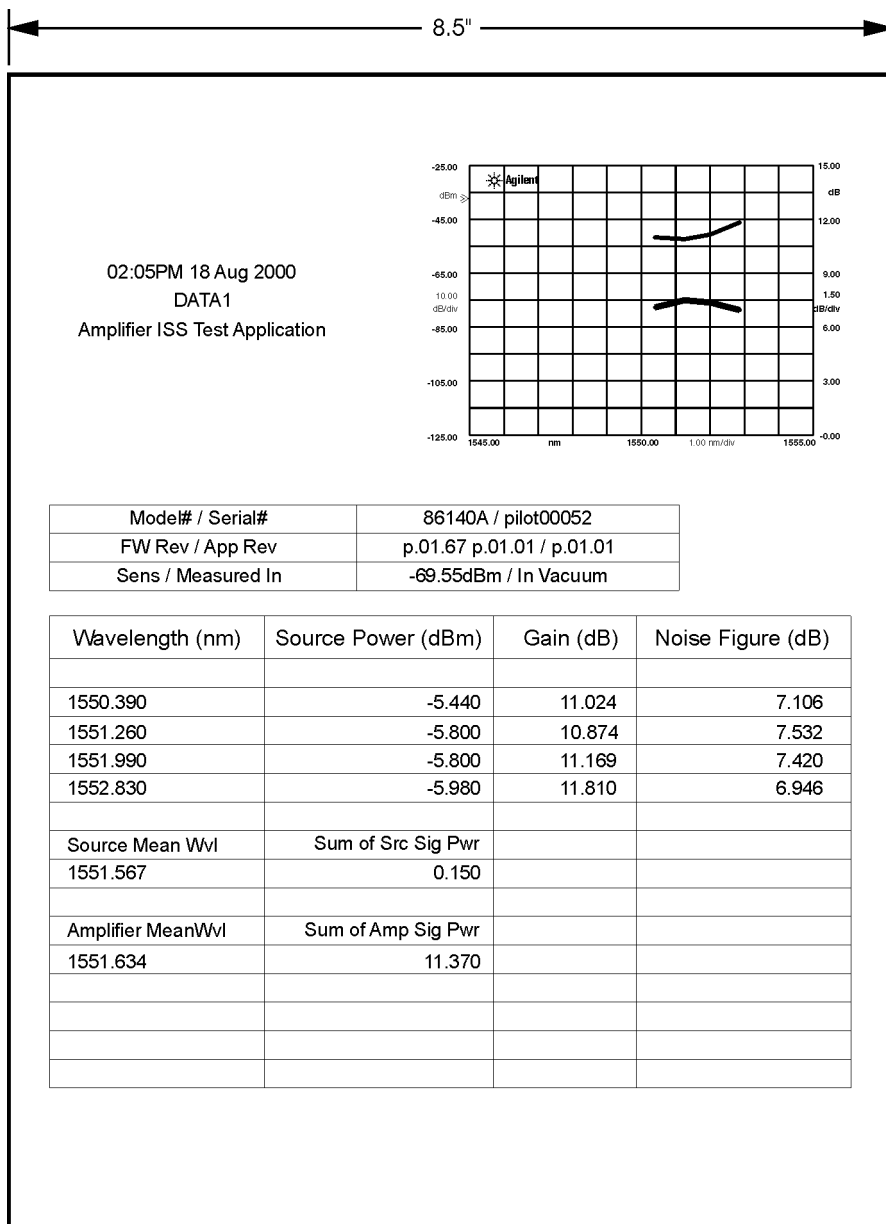 8.5"
-25.00
15.00
Agilent
dBm
dB
-45.00
12.00
02:05PM 18 Aug 2000
DATA1
Amplifier ISS Test Application
-65.00
9.00
10.00
dB/div
1.50
dB/div
-85.00
6.00
-105.00
3.00
-125.00
-0.00
1545.00 nm 1550.00 1.00 nm/div 1555.00
Model# / Serial# 86140A / pilot00052
FW Rev / App Rev p.01.67 p.01.01 / p.01.01
Sens / Measured In -69.55dBm / In Vacuum
Wavelength (nm) Source Power (dBm) Gain (dB) Noise Figure (dB)
1550.390 -5.440 11.024 7.106
1551.260 -5.800 10.874 7.532
1551.990 -5.800 11.169 7.420
1552.830 -5.980 11.810 6.946
Source Mean Wvl Sum of Src Sig Pwr
1551.567 0.150
Amplifier MeanWvl Sum of Amp Sig Pwr
1551.634 11.370